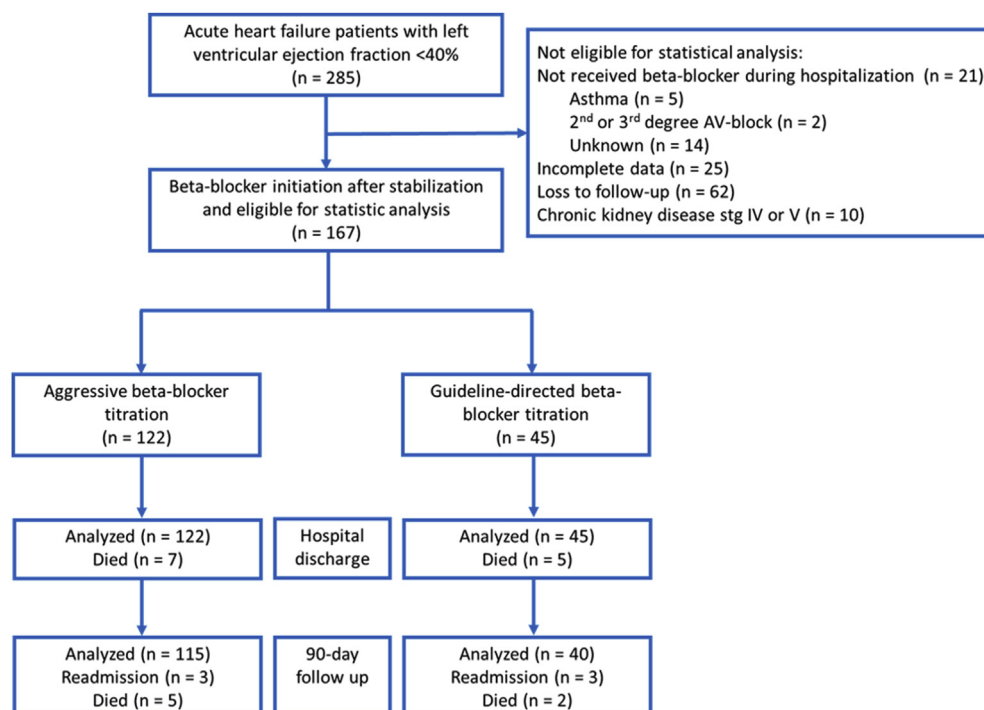 Acute heart failure patients with left
ventricular ejection fraction <40%
(n = 285)
Not eligible for statistical analysis:
Not received beta-blocker during hospitalization (n = 21)
Asthma (n = 5)
2nd or 3rd degree AV-block (n = 2)
Unknown (n = 14)
Incomplete data (n = 25)
Loss to follow-up (n = 62)
Chronic kidney disease stg IV or V (n = 10)
Beta-blocker initiation after stabilization
and eligible for statistic analysis
(n = 167)
Aggressive beta-blocker
titration
(n = 122)
Guideline-directed beta-
blocker titration
(n = 45)
Analyzed (n = 122)
Died (n = 7)
Hospital
discharge
Analyzed (n = 45)
Died (n = 5)
Analyzed (n = 115)
Readmission (n = 3)
Died (n = 5)
90-day
follow up
Analyzed (n = 40)
Readmission (n = 3)
Died (n = 2)